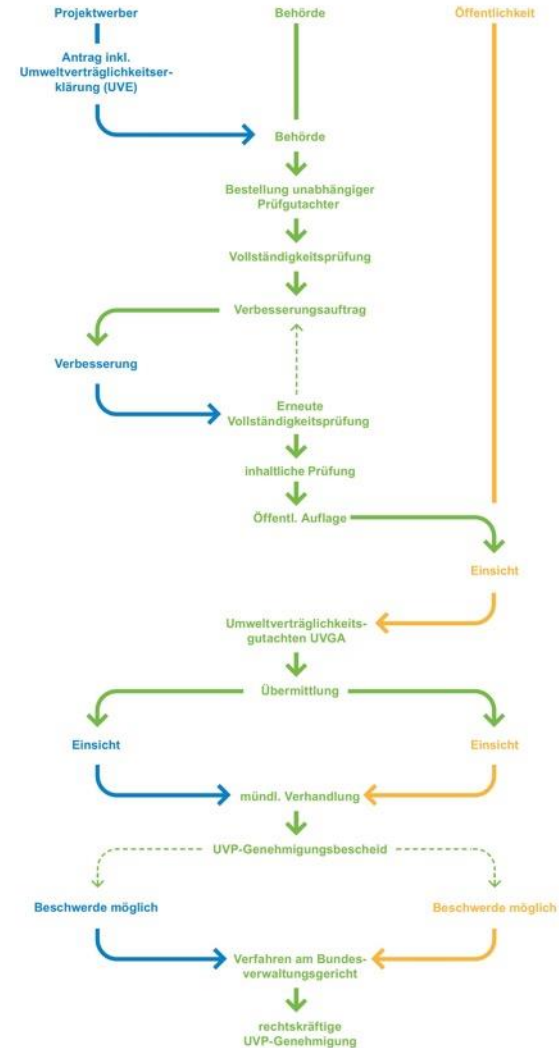 Projektwerber
Behörde
Öffentlichkeit
Antrag inkl.
Umweltverträglichkeitser-
klärung (UVE)
Behörde
Bestellung unabhängiger
Prüfgutachter
Vollständigkeitsprüfung
Verbesserungsauftrag
Verbesserung
Erneute
Vollständigkeitsprüfung
inhaltliche Prüfung
Öffentl. Auflage
Einsicht
Umweltverträglichkeits-
gutachten UVGA
Übermittlung
Einsicht
Einsicht
mündl. Verhandlung
UVP-Genehmigungsbescheid
Beschwerde möglich
Beschwerde möglich
Verfahren am Bundes-
verwaltungsgericht
rechtskräftige
UVP-Genehmigung